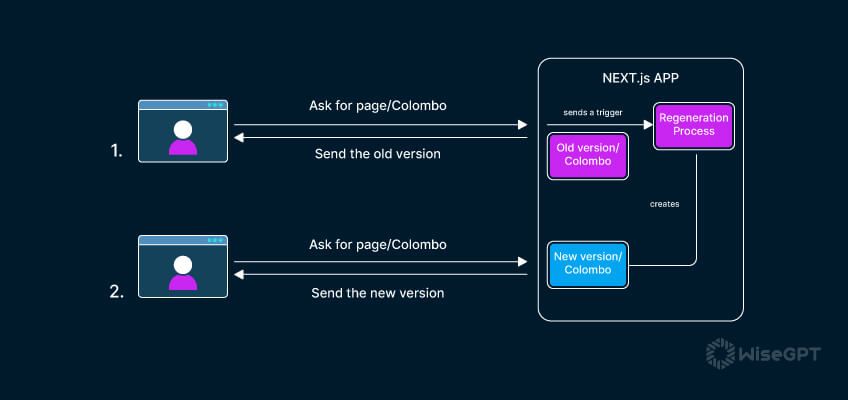 NEXT.js APP
1.
Ask for page/Colombo
Send the old version
sends a trigger
Regeneration
Process
Old version/
Colombo
creates
2.
Ask for page/Colombo
Send the new version
New version/
Colombo
WiseGPT